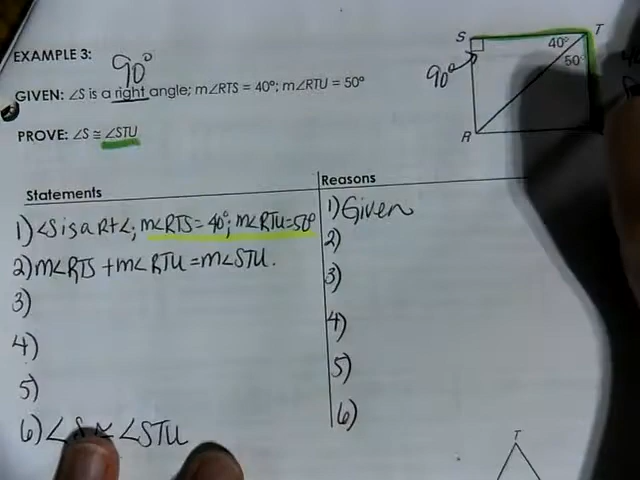 EXAMPLE 3:
90°
GIVEN: ∠S is a right angle; m∠RTS = 40°; m∠RTU = 50°
PROVE: ∠S ≅ ∠STU
S
T
40°
50°
90°
R
Statements
Reasons
1) ∠S is a Rt ∠; m∠RTS = 40°; m∠RTU = 50°
1) Given
2) m∠RTS + m∠RTU = m∠STU.
2)
3)
3)
4)
4)
5)
5)
6) ∠S ≅ ∠STU
6)
T